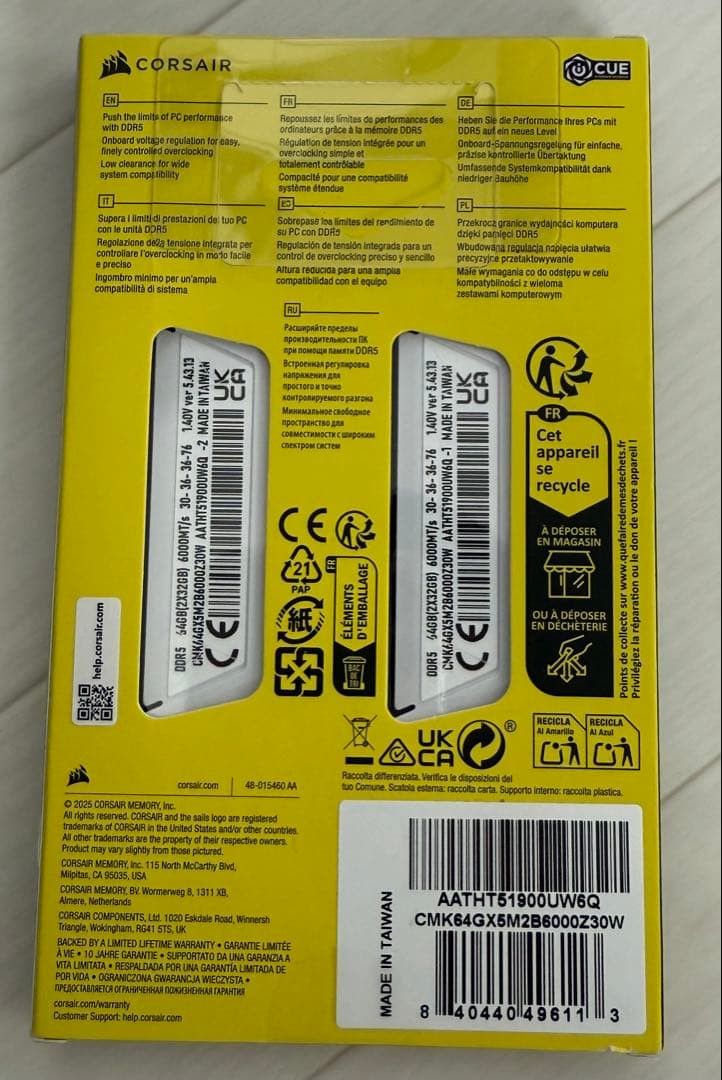 CORSAIR
iCUE
EN
Push the limits of PC performance
with DDR5
Onboard voltage regulation for easy,
finely controlled overclocking
Low clearance for wide
system compatibility
FR
Repoussez les limites de performances des
ordinateurs grâce à la mémoire DDR5
Régulation de tension intégrée pour un
overclocking simple et
totalement contrôlable
Compacité pour une compatibilité
système étendue
DE
Heben Sie die Performance Ihres PCs mit
DDR5 auf ein neues Level
Onboard-Spannungsregelung für einfache,
präzise kontrollierte Übertaktung
Umfassende Systemkompatibilität dank
niedriger Bauhöhe
IT
Supera i limiti di prestazioni del tuo PC
con le unità DDR5
Regolazione della tensione integrata per
controllare l'overclocking in modo facile
e preciso
Ingombro minimo per un'ampia
compatibilità di sistema
ES
Sobrepase los límites del rendimiento de
su PC con DDR5
Regulación de tensión integrada para un
control de overclocking preciso y sencillo
Altura reducida para una amplia
compatibilidad con el equipo
PL
Przekrocz granice wydajności komputera
dzięki pamięci DDR5
Wbudowana regulacja napięcia ułatwia
precyzyjne przetaktowywanie
Małe wymagania co do odstępu w celu
kompatybilności z wieloma
zestawami komputerowym
RU
Расширяйте пределы
производительности ПК
при помощи памяти DDR5
Встроенная регулировка
напряжения для
простого и точно
контролируемого разгона
Минимальное свободное
пространство для
совместимости с широким
спектром систем
DDR5 64GB(2X32GB) 6000MT/s 30-36-36-76 1.40V ver 5.43.13
CMK64GX5M2B6000Z30W AATHT51900UW6Q -2 MADE IN TAIWAN
CE
UK
CA
DDR5 64GB(2X32GB) 6000MT/s 30-36-36-76 1.40V ver 5.43.13
CMK64GX5M2B6000Z30W AATHT51900UW6Q -1 MADE IN TAIWAN
CE
UK
CA
FR
Cet
appareil
se
recycle
À DÉPOSER
EN MAGASIN
OU À DÉPOSER
EN DÉCHÈTERIE
Points de collecte sur www.quefairedemesdechets.fr
Privilégiez la réparation ou le don de votre appareil !
CE
21
PAP
紙
FR
ÉLÉMENTS
D'EMBALLAGE
BAC
DE
TRI
help.corsair.com
UK
CA
®
RECICLA
Al Amarillo
RECICLA
Al Azul
Raccolta differenziata. Verifica le disposizioni del
tuo Comune. Scatola esterna: raccolta carta. Supporto interno: raccolta plastica.
corsair.com
48-015460 AA
© 2025 CORSAIR MEMORY, Inc.
All rights reserved. CORSAIR and the sails logo are registered
trademarks of CORSAIR in the United States and/or other countries.
All other trademarks are the property of their respective owners.
Product may vary slightly from those pictured.
CORSAIR MEMORY, Inc. 115 North McCarthy Blvd,
Milpitas, CA 95035, USA
CORSAIR MEMORY, BV. Wormerweg 8, 1311 XB,
Almere, Netherlands
CORSAIR COMPONENTS, Ltd. 1020 Eskdale Road, Winnersh
Triangle, Wokingham, RG41 5TS, UK
BACKED BY A LIMITED LIFETIME WARRANTY • GARANTIE LIMITÉE
À VIE • 10 JAHRE GARANTIE • SUPPORTATO DA UNA GARANZIA A
VITA LIMITATA • RESPALDADA POR UNA GARANTÍA LIMITADA DE
POR VIDA • OGRANICZONA GWARANCJA WIECZYSTA •
ПРЕДОСТАВЛЯЕТСЯ ОГРАНИЧЕННАЯ ПОЖИЗНЕННАЯ ГАРАНТИЯ
corsair.com/warranty
Customer Support: help.corsair.com
MADE IN TAIWAN
AATHT51900UW6Q
CMK64GX5M2B6000Z30W
8 40440 49611 3